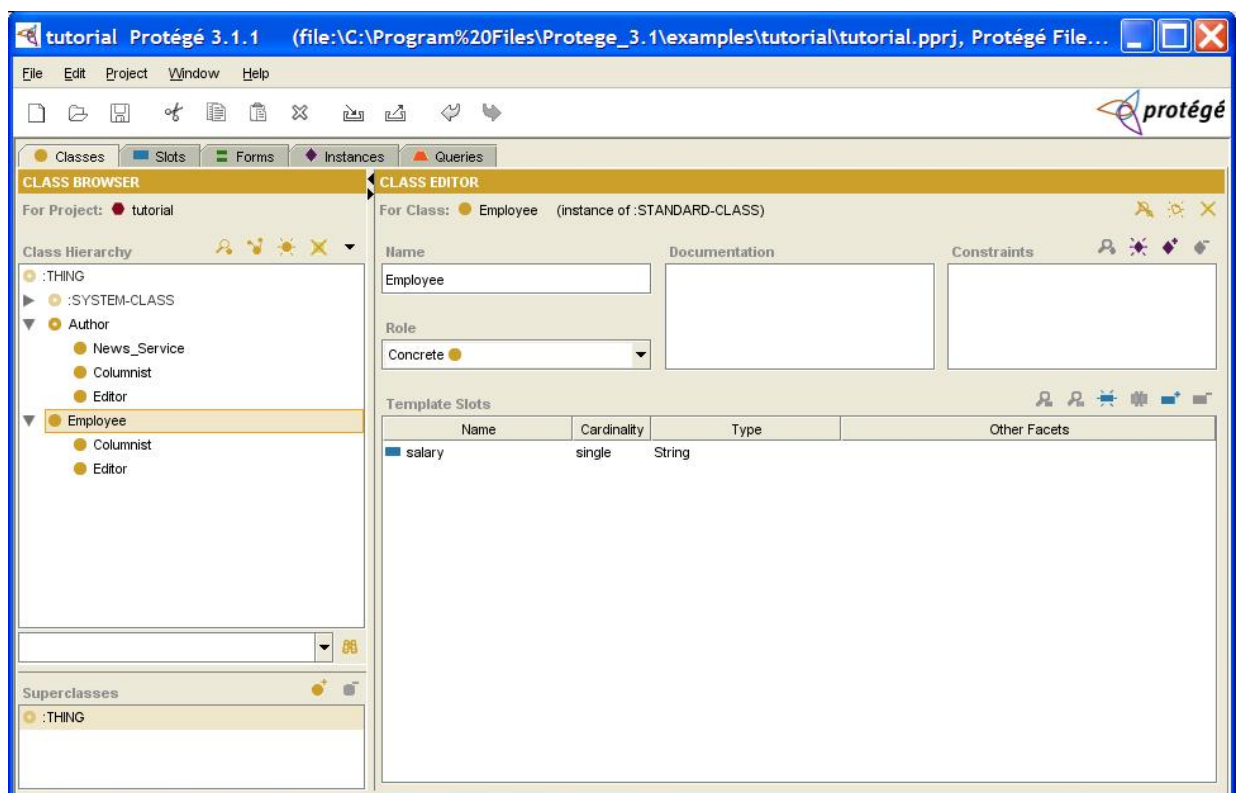 tutorial Protégé 3.1.1 (file:\C:\Program%20Files\Protege_3.1\examples\tutorial\tutorial.pprj, Protégé File...
File Edit Project Window Help
protégé
Classes Slots Forms Instances Queries
CLASS BROWSER
For Project: tutorial
Class Hierarchy
:THING
:SYSTEM-CLASS
Author
News_Service
Columnist
Editor
Employee
Columnist
Editor
Superclasses
:THING
CLASS EDITOR
For Class: Employee (instance of :STANDARD-CLASS)
Name Documentation Constraints
Employee
Role
Concrete
Template Slots
Name Cardinality Type Other Facets
salary single String